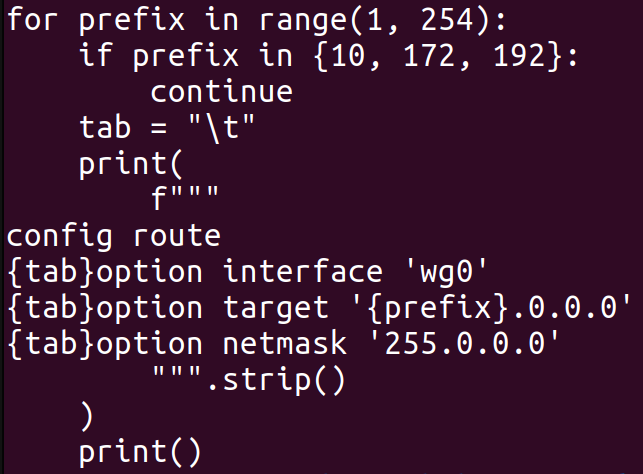 for prefix in range(1, 254):
    if prefix in {10, 172, 192}:
        continue
    tab = "\t"
    print(
        f"""
config route
{tab}option interface 'wg0'
{tab}option target '{prefix}.0.0.0'
{tab}option netmask '255.0.0.0'
        """.strip()
    )
    print()